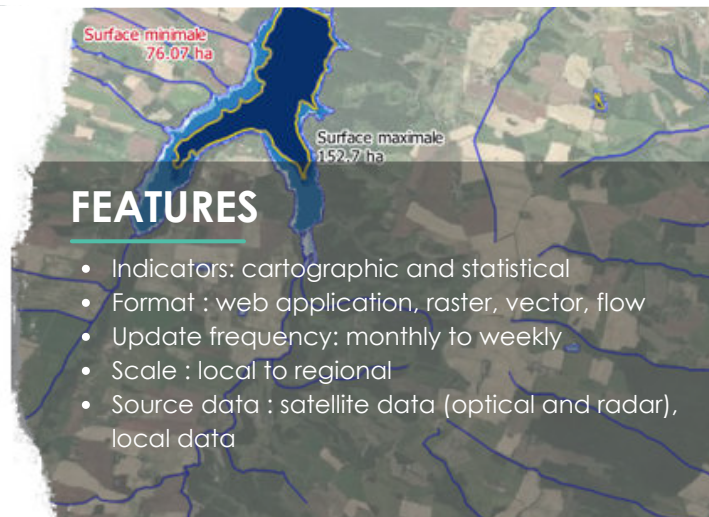 Surface minimale
76.07 ha
Surface maximale
152.7 ha
FEATURES
• Indicators: cartographic and statistical
• Format : web application, raster, vector, flow
• Update frequency: monthly to weekly
• Scale : local to regional
• Source data : satellite data (optical and radar),
local data